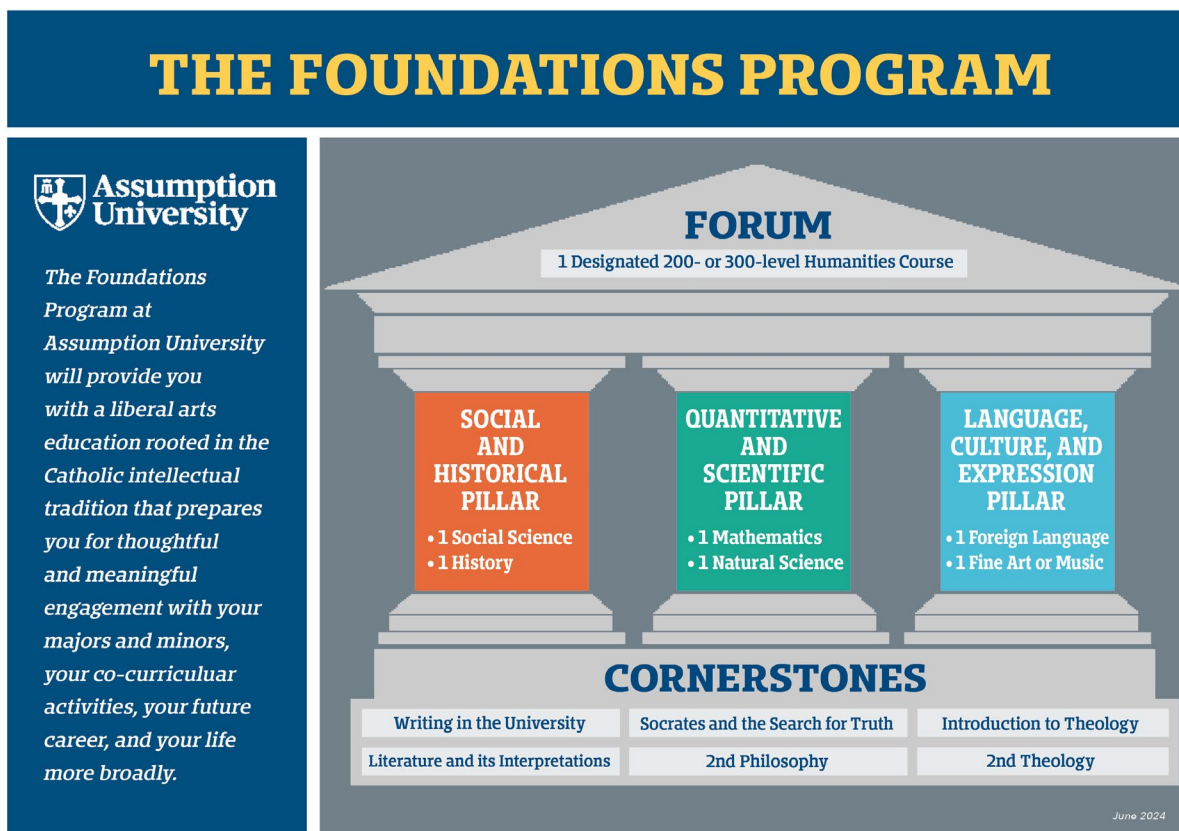 THE FOUNDATIONS PROGRAM
Assumption
University
The Foundations
Program at
Assumption University
will provide you
with a liberal arts
education rooted in the
Catholic intellectual
tradition that prepares
you for thoughtful
and meaningful
engagement with your
majors and minors,
your co-curricululuar
activities, your future
career, and your life
more broadly.
FORUM
1 Designated 200- or 300-level Humanities Course
SOCIAL
AND
HISTORICAL
PILLAR
• 1 Social Science
• 1 History
QUANTITATIVE
AND
SCIENTIFIC
PILLAR
• 1 Mathematics
• 1 Natural Science
LANGUAGE,
CULTURE, AND
EXPRESSION
PILLAR
• 1 Foreign Language
• 1 Fine Art or Music
CORNERSTONES
Writing in the University
Socrates and the Search for Truth
Introduction to Theology
Literature and its Interpretations
2nd Philosophy
2nd Theology
June 2024